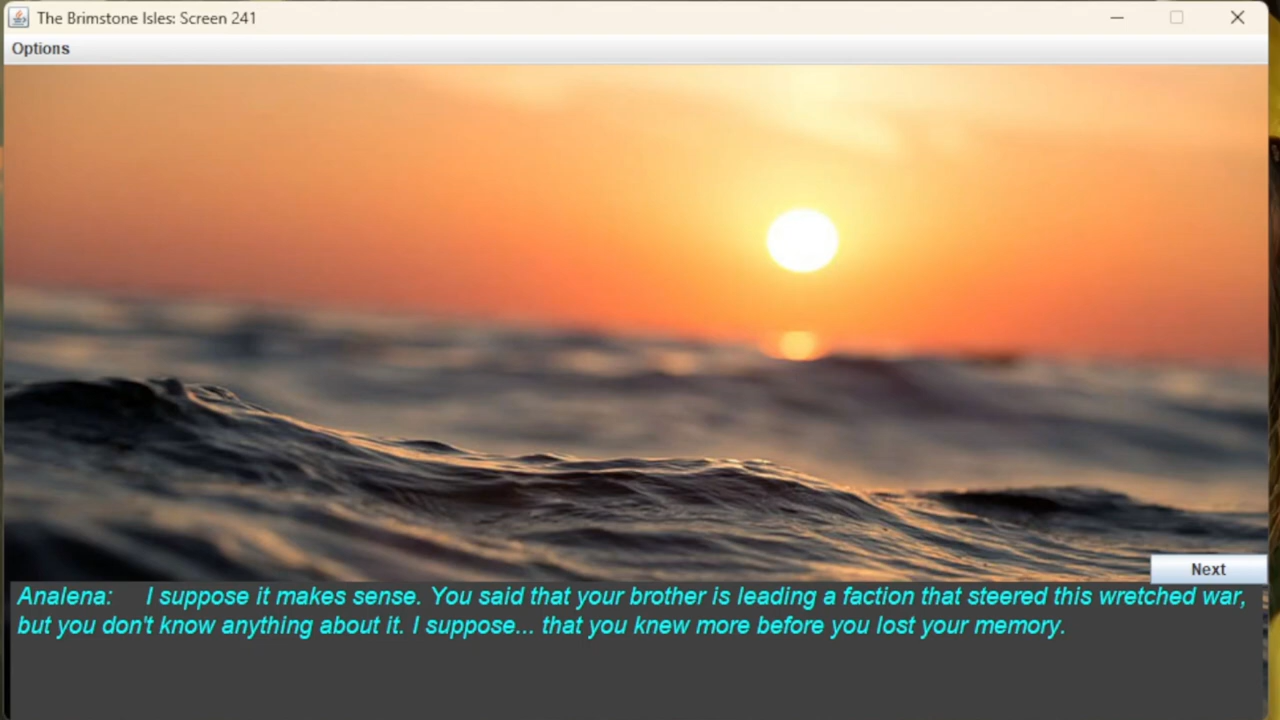 The Brimstone Isles: Screen 241
Options
Next
Analena: I suppose it makes sense. You said that your brother is leading a faction that steered this wretched war,
but you don't know anything about it. I suppose... that you knew more before you lost your memory.